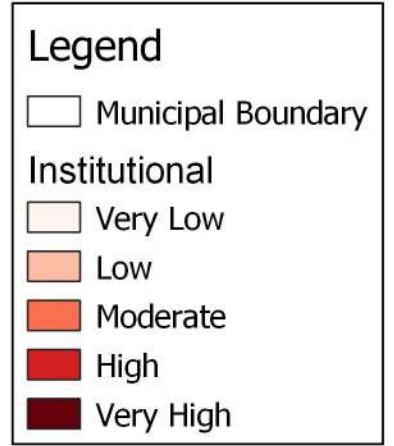 Legend
Municipal Boundary
Institutional
Very Low
Low
Moderate
High
Very High